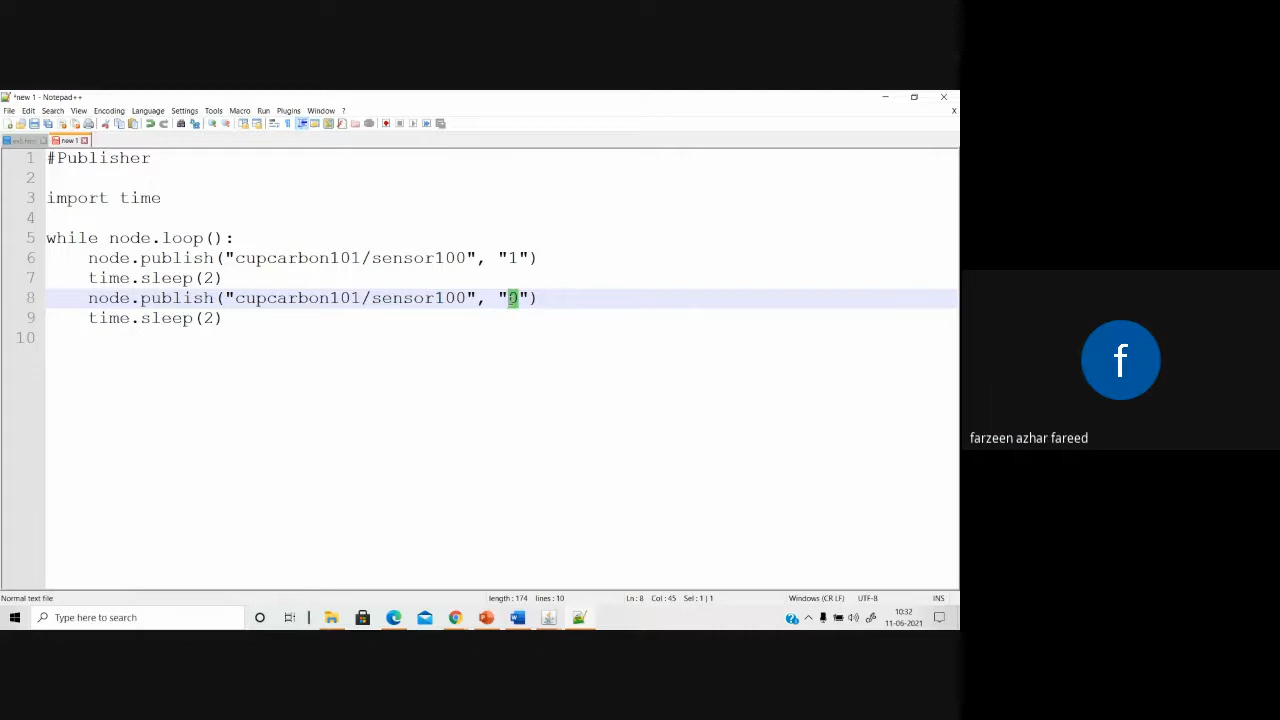 *new 1 - Notepad++
File Edit Search View Encoding Language Settings Tools Macro Run Plugins Window ? X
new 1
1 #Publisher
2
3 import time
4
5 while node.loop():
6 node.publish("cupcarbon101/sensor100", "1")
7 time.sleep(2)
8 node.publish("cupcarbon101/sensor100", "0")
9 time.sleep(2)
10
f
farzeen azhar fareed
Normal text file length : 174 lines : 10 Ln : 8 Col : 45 Sel : 1 | 1 Windows (CR LF) UTF-8 INS
Type here to search
10:32
11-06-2021